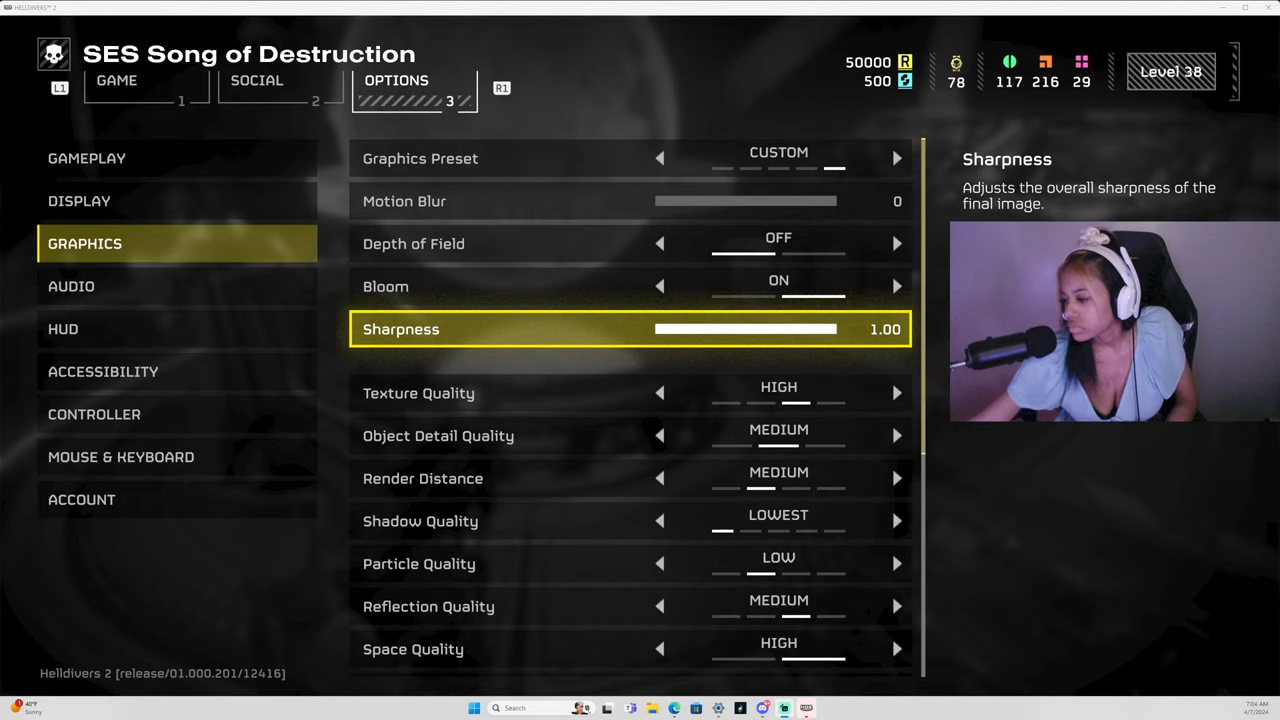 HELLDIVERS™ 2
SES Song of Destruction
L1
GAME
1
SOCIAL
2
OPTIONS
3
R1
50000 R
500
78
117
216
29
Level 38
GAMEPLAY
DISPLAY
GRAPHICS
AUDIO
HUD
ACCESSIBILITY
CONTROLLER
MOUSE & KEYBOARD
ACCOUNT
Graphics Preset CUSTOM
Motion Blur 0
Depth of Field OFF
Bloom ON
Sharpness 1.00
Texture Quality HIGH
Object Detail Quality MEDIUM
Render Distance MEDIUM
Shadow Quality LOWEST
Particle Quality LOW
Reflection Quality MEDIUM
Space Quality HIGH
Sharpness
Adjusts the overall sharpness of the
final image.
Helldivers 2 [release/01.000.201/12416]
1
40°F
Sunny
Search
7:04 AM
4/7/2024